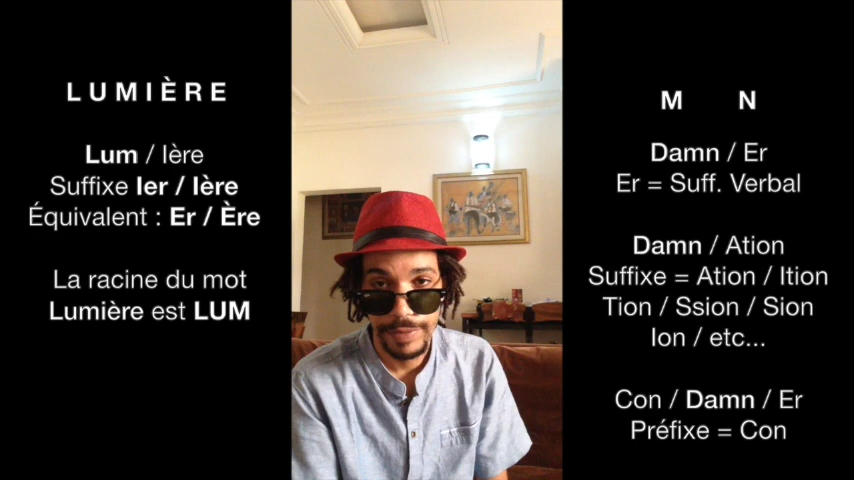 LUMIÈRE
Lum / Ière
Suffixe Ier / Ière
Équivalent : Er / Ère
La racine du mot
Lumière est LUM
M N
Damn / Er
Er = Suff. Verbal
Damn / Ation
Suffixe = Ation / Ition
Tion / Ssion / Sion
Ion / etc...
Con / Damn / Er
Préfixe = Con